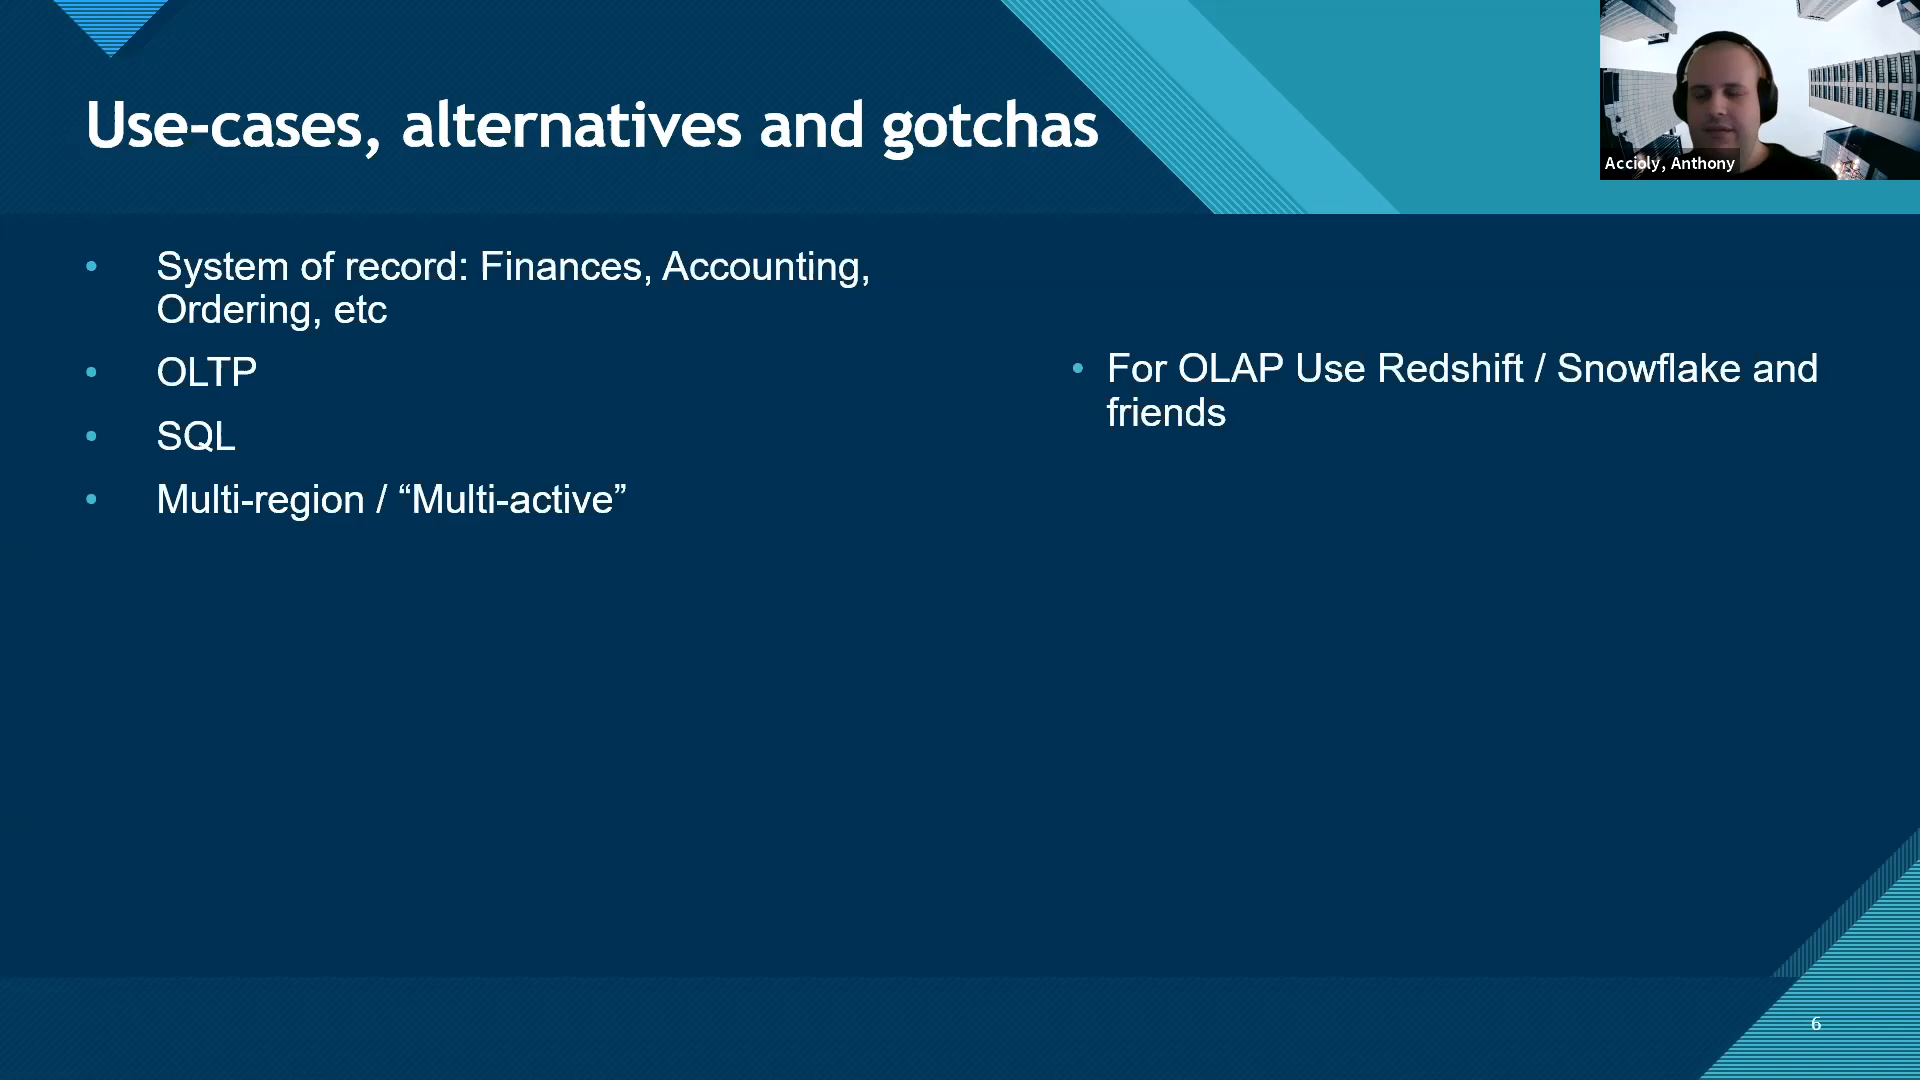 Use-cases, alternatives and gotchas
Accioly, Anthony
• System of record: Finances, Accounting,
Ordering, etc
• OLTP
• SQL
• Multi-region / “Multi-active”
• For OLAP Use Redshift / Snowflake and
friends
6